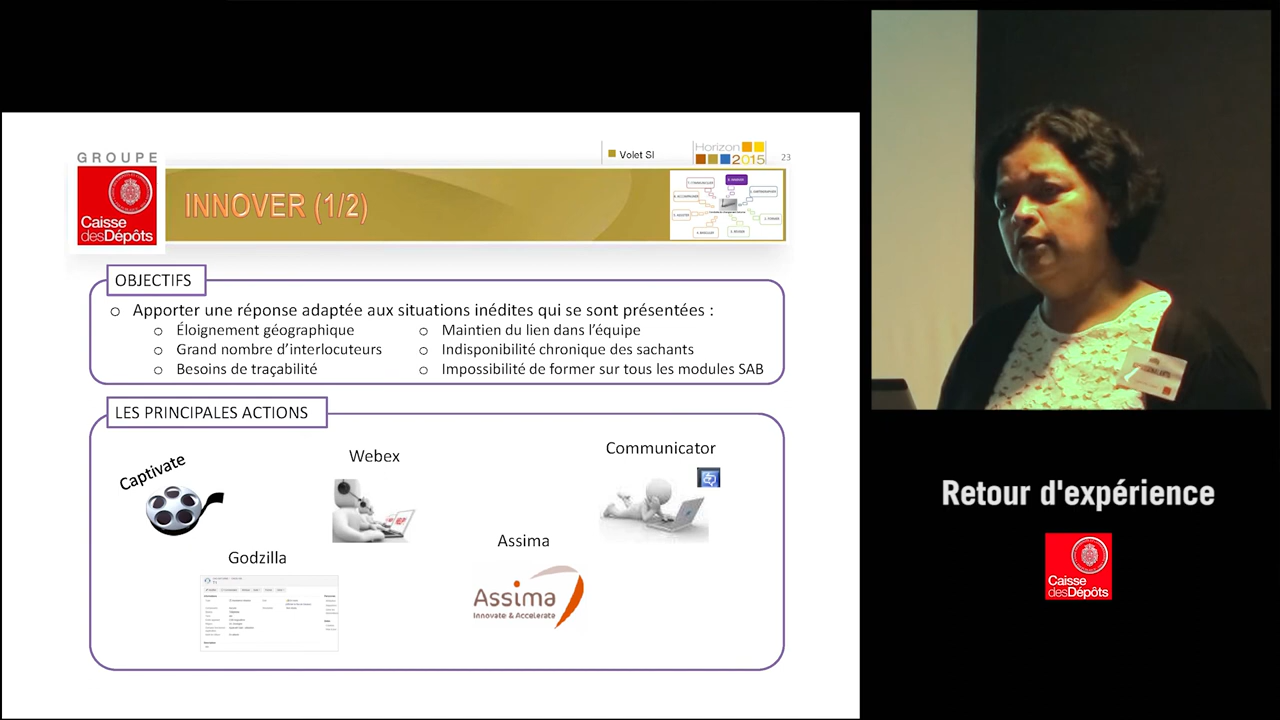 GROUPE
Caisse
desDépôts
Volet SI
Horizon
2015
23
INNOVER (1/2)
OBJECTIFS
o Apporter une réponse adaptée aux situations inédites qui se sont présentées :
o Éloignement géographique
o Grand nombre d'interlocuteurs
o Besoins de traçabilité
o Maintien du lien dans l'équipe
o Indisponibilité chronique des sachants
o Impossibilité de former sur tous les modules SAB
LES PRINCIPALES ACTIONS
Captivate
Webex
Communicator
Godzilla
Assima
Assima
Innovate & Accelerate
Retour d'expérience
Caisse
desDépôts